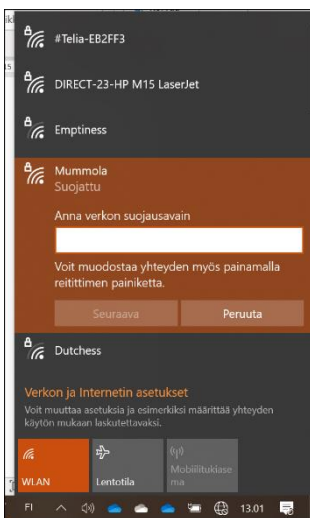 #Telia-EB2FF3
DIRECT-23-HP M15 LaserJet
Emptiness
Mummola
Suojattu
Anna verkon suojausavain
Voit muodostaa yhteyden myös painamalla
reitittimen painiketta.
Seuraava Peruuta
Dutchess
Verkon ja Internetin asetukset
Voit muuttaa asetuksia ja esimerkiksi määrittää yhteyden
käytön mukaan laskutettavaksi.
WLAN Lentotila Mobiilitukiase
ma
FI 13.01